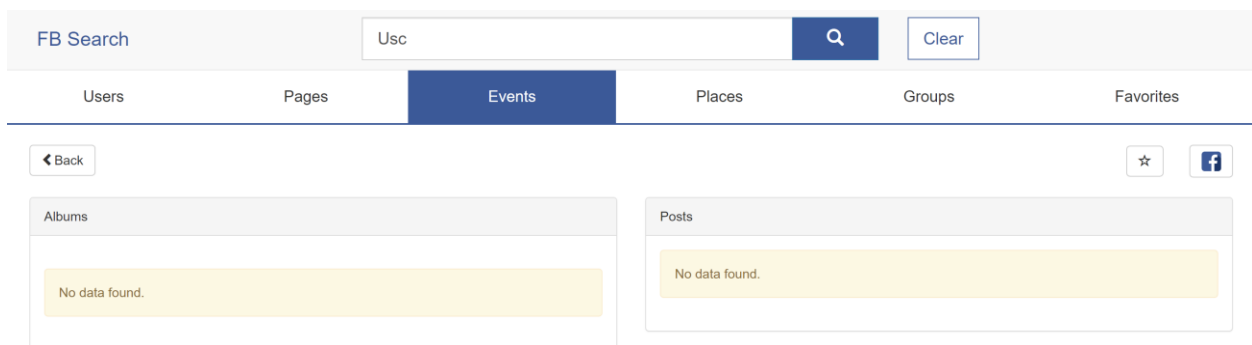 FB Search
Usc
Clear
Users
Pages
Events
Places
Groups
Favorites
Back
Albums
No data found.
Posts
No data found.